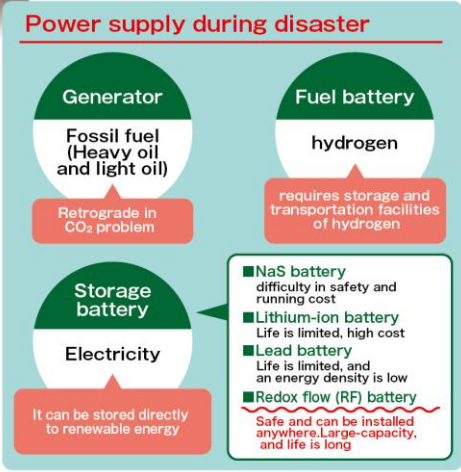 Power supply during disaster
Generator
Fossil fuel
(Heavy oil
and light oil)
Retrograde in
CO₂ problem
Fuel battery
hydrogen
requires storage and
transportation facilities
of hydrogen
Storage
battery
Electricity
It can be stored directly
to renewable energy
■NaS battery
difficulty in safety and
running cost
■Lithium-ion battery
Life is limited, high cost
■Lead battery
Life is limited, and
an energy density is low
■Redox flow (RF) battery
Safe and can be installed
anywhere.Large-capacity,
and life is long